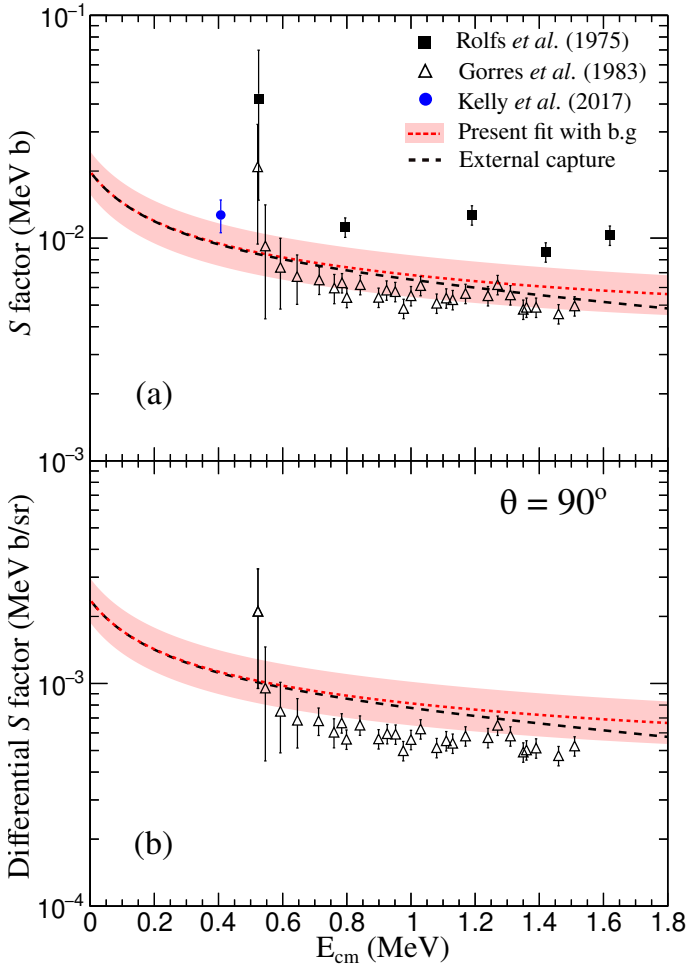 10⁻¹
Rolfs et al. (1975)
Gorres et al. (1983)
Kelly et al. (2017)
Present fit with b.g
External capture
10⁻²
S factor (MeV b)
(a)
10⁻³
θ = 90º
Differential S factor (MeV b/sr)
10⁻³
(b)
10⁻⁴
0 0.2 0.4 0.6 0.8 1.0 1.2 1.4 1.6 1.8
E_cm (MeV)